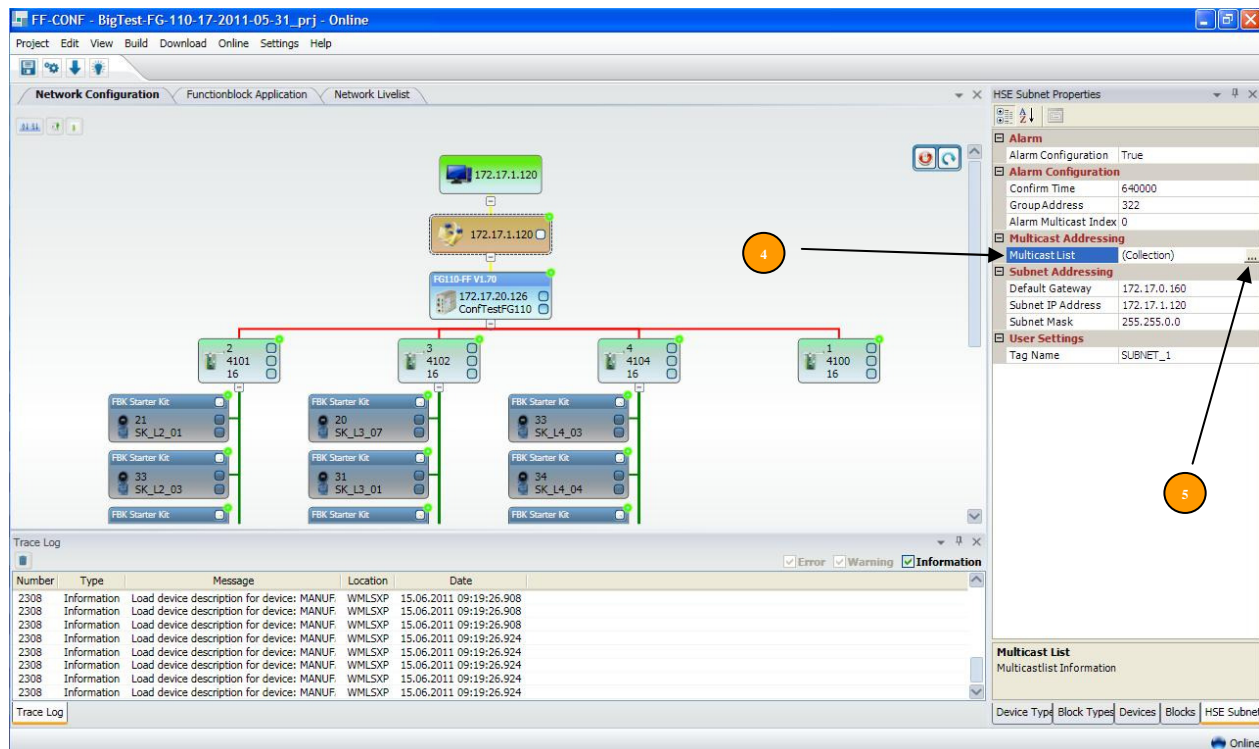 FF-CONF - BigTest-FG-110-17-2011-05-31_prj - Online
Project Edit View Build Download Online Settings Help
Network Configuration Functionblock Application Network Livelist
172.17.1.120
172.17.1.120
FG110-FF V1.70
172.17.20.126
ConfTestFG110
2
4101
16
3
4102
16
4
4104
16
1
4100
16
FBK Starter Kit
21
SK_L2_01
FBK Starter Kit
20
SK_L3_07
FBK Starter Kit
33
SK_L4_03
FBK Starter Kit
33
SK_L2_03
FBK Starter Kit
31
SK_L3_01
FBK Starter Kit
34
SK_L4_04
FBK Starter Kit
FBK Starter Kit
FBK Starter Kit
HSE Subnet Properties
Alarm
Alarm Configuration True
Alarm Configuration
Confirm Time 640000
Group Address 322
Alarm Multicast Index 0
Multicast Addressing
Multicast List (Collection) ...
Subnet Addressing
Default Gateway 172.17.0.160
Subnet IP Address 172.17.1.120
Subnet Mask 255.255.0.0
User Settings
Tag Name SUBNET_1
4
5
Multicast List
Multicastlist Information
Device Type Block Types Devices Blocks HSE Subnet
Trace Log
Error Warning Information
Number Type Message Location Date
2308 Information Load device description for device: MANUF. WMLSXP 15.06.2011 09:19:26.908
2308 Information Load device description for device: MANUF. WMLSXP 15.06.2011 09:19:26.908
2308 Information Load device description for device: MANUF. WMLSXP 15.06.2011 09:19:26.908
2308 Information Load device description for device: MANUF. WMLSXP 15.06.2011 09:19:26.924
2308 Information Load device description for device: MANUF. WMLSXP 15.06.2011 09:19:26.924
2308 Information Load device description for device: MANUF. WMLSXP 15.06.2011 09:19:26.924
2308 Information Load device description for device: MANUF. WMLSXP 15.06.2011 09:19:26.924
2308 Information Load device description for device: MANUF. WMLSXP 15.06.2011 09:19:26.924
Trace Log
Online